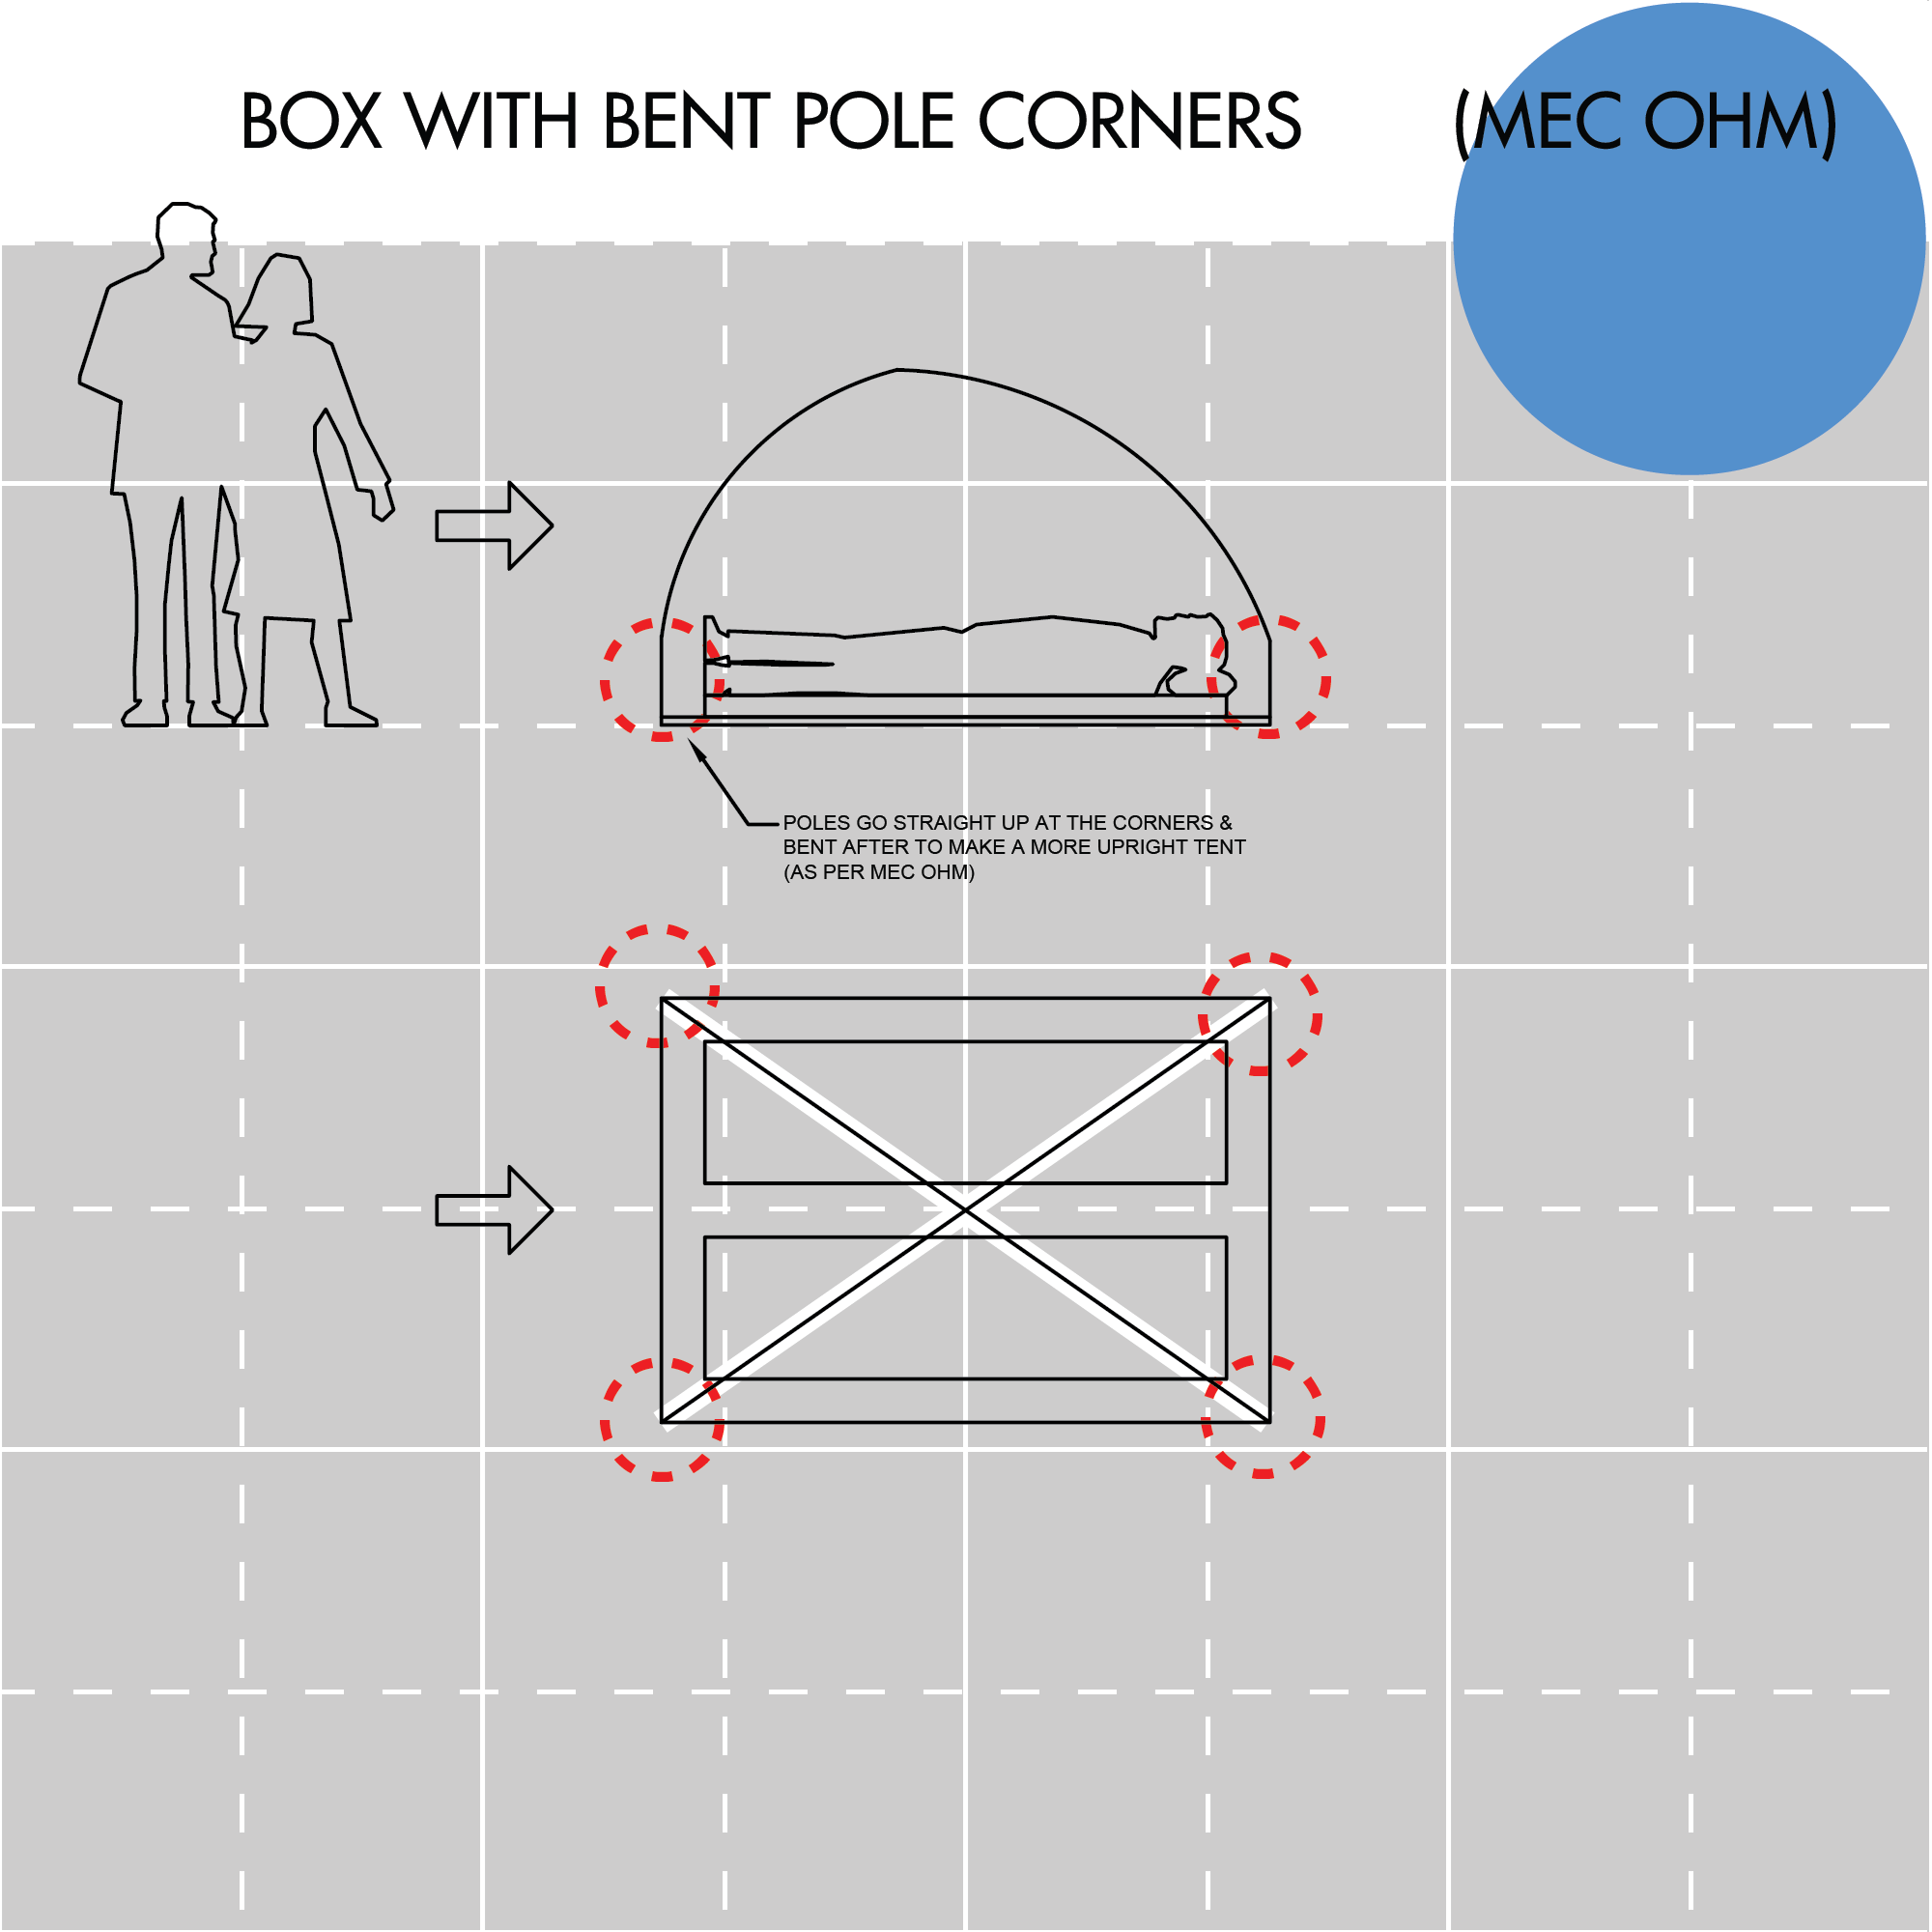 BOX WITH BENT POLE CORNERS (MEC OHM)
POLES GO STRAIGHT UP AT THE CORNERS &
BENT AFTER TO MAKE A MORE UPRIGHT TENT
(AS PER MEC OHM)